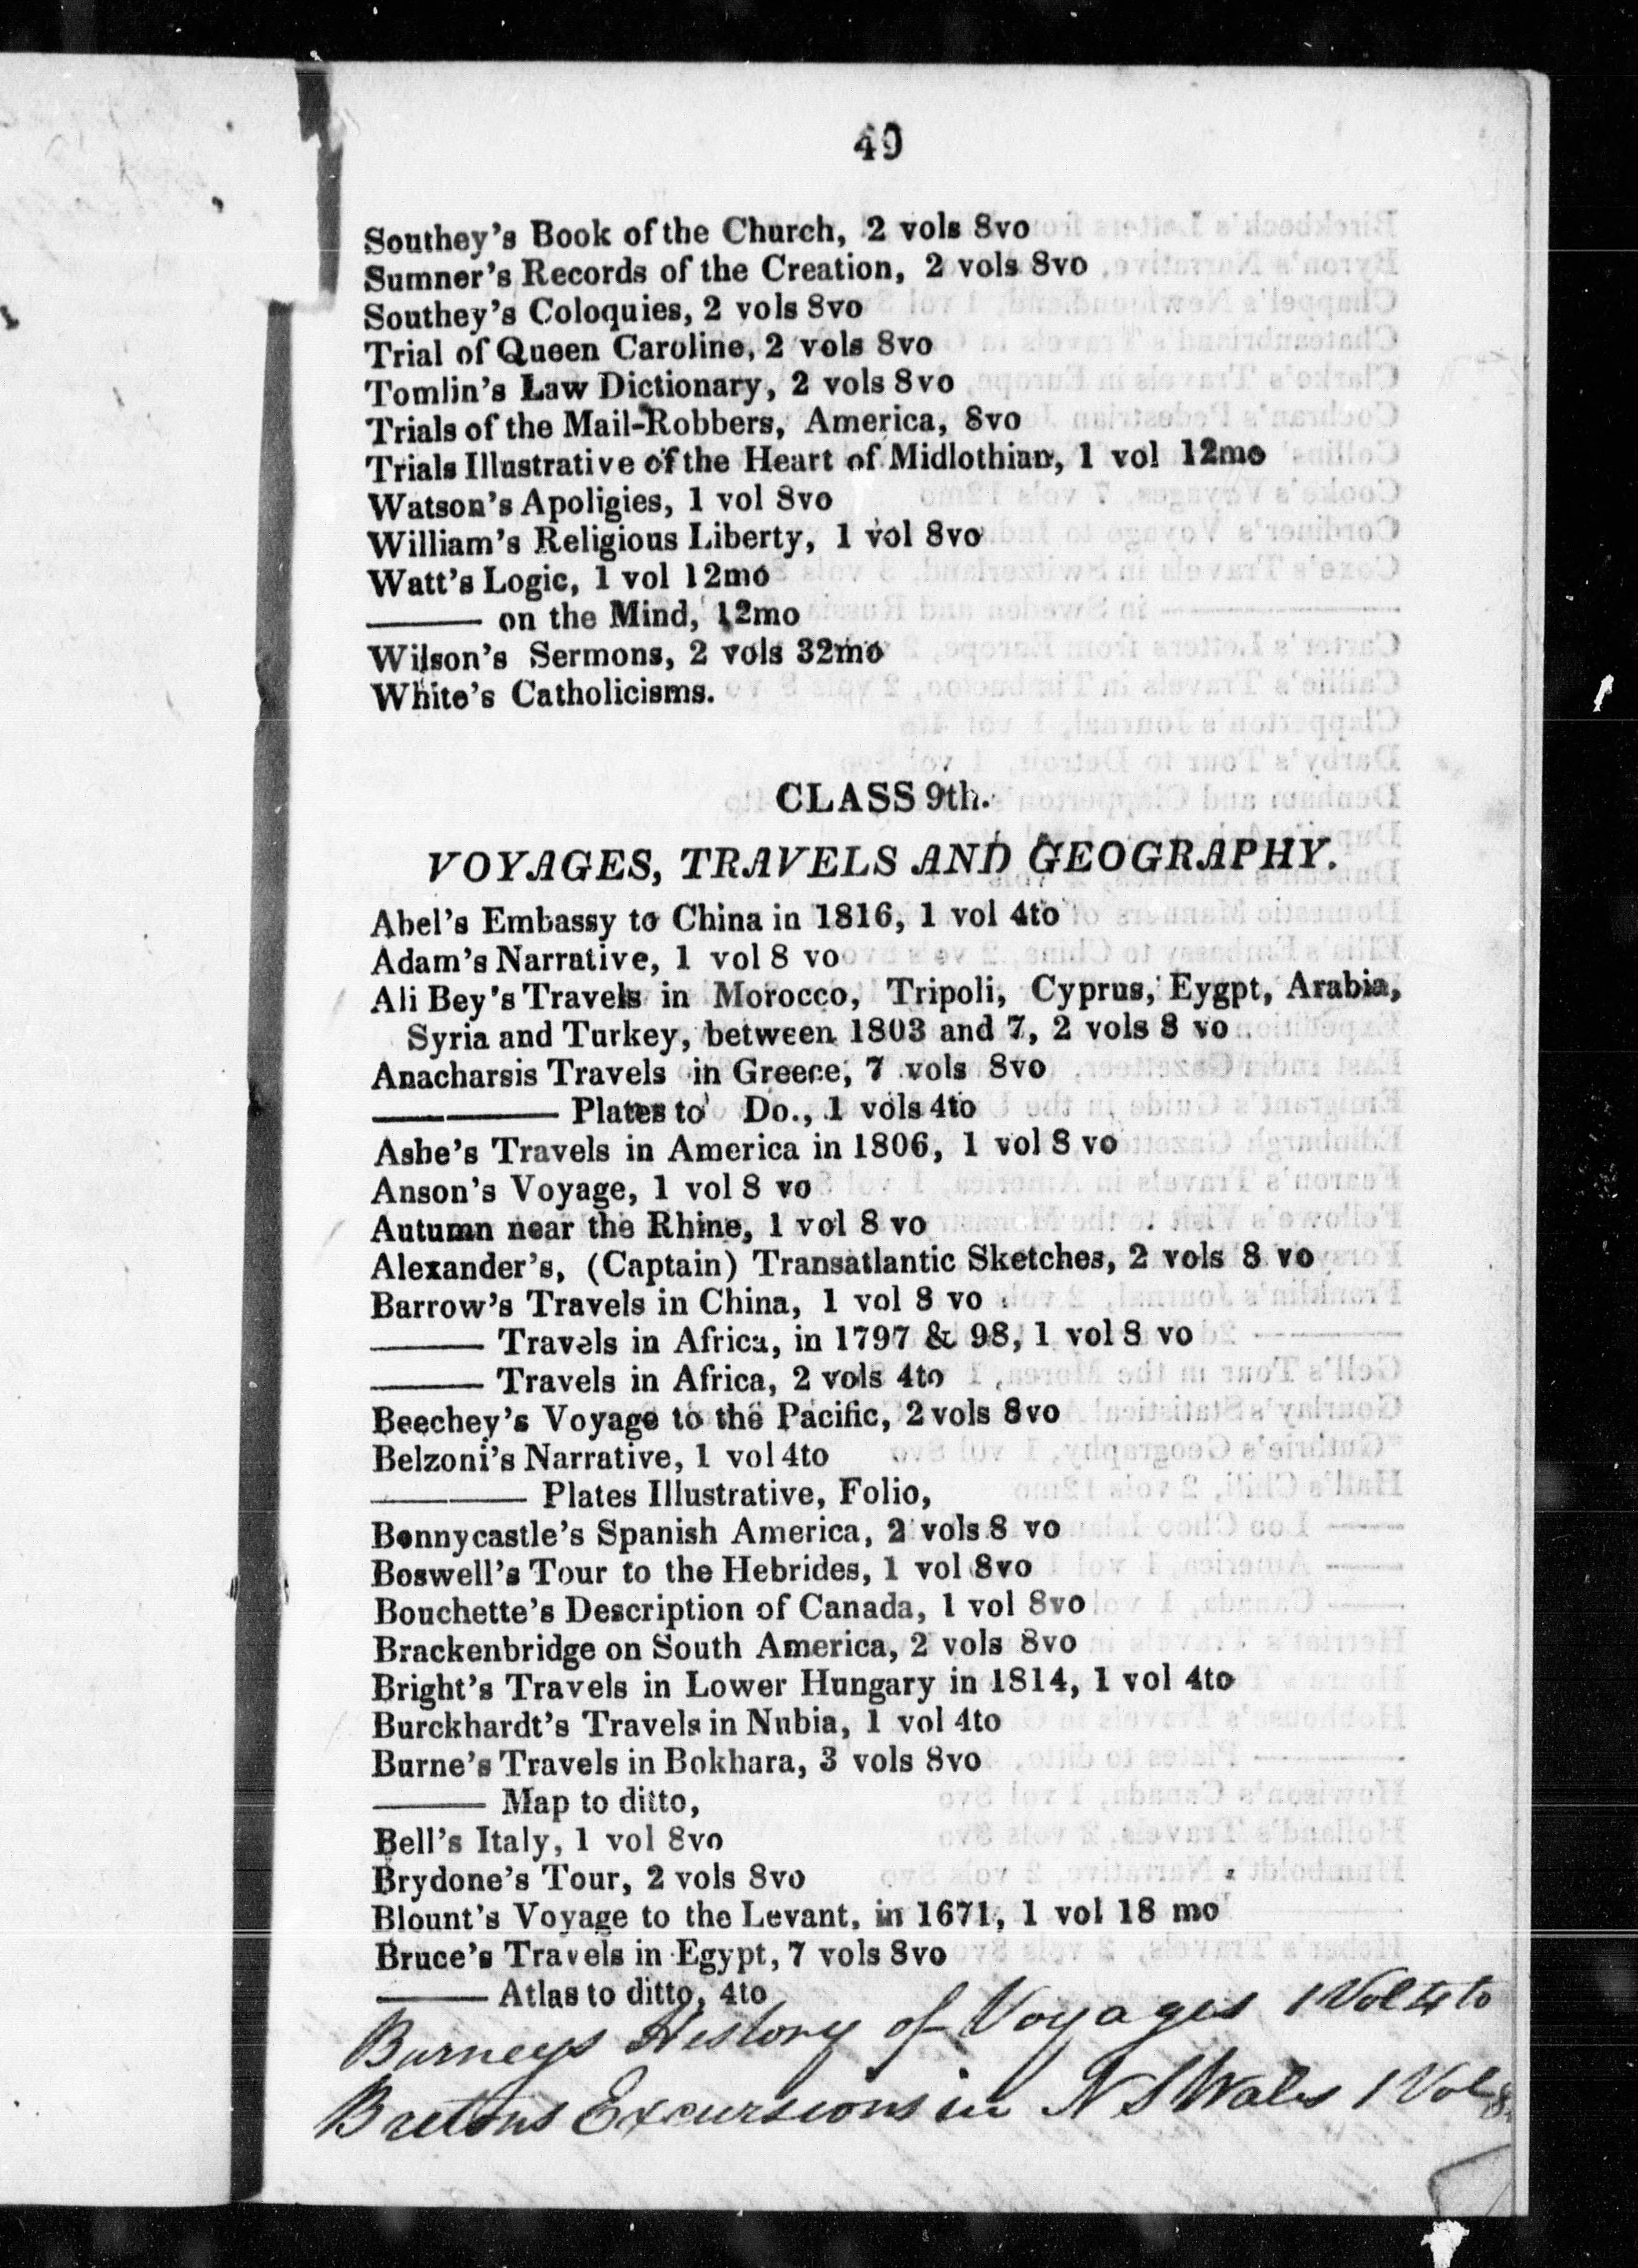 49
Southey's Book of the Church, 2 vols 8vo
Sumner's Records of the Creation, 2 vols 8vo
Southey's Coloquies, 2 vols 8vo
Trial of Queen Caroline, 2 vols 8vo
Tomlin's Law Dictionary, 2 vols 8vo
Trials of the Mail-Robbers, America, 8vo
Trials Illustrative of the Heart of Midlothian, 1 vol 12mo
Watson's Apoligies, 1 vol 8vo
William's Religious Liberty, 1 vol 8vo
Watt's Logic, 1 vol 12mo
——— on the Mind, 12mo
Wilson's Sermons, 2 vols 32mo
White's Catholicisms.
CLASS 9th.
VOYAGES, TRAVELS AND GEOGRAPHY.
Abel's Embassy to China in 1816, 1 vol 4to
Adam's Narrative, 1 vol 8 vo
Ali Bey's Travels in Morocco, Tripoli, Cyprus, Eygpt, Arabia,
Syria and Turkey, between 1803 and 7, 2 vols 8 vo
Anacharsis Travels in Greece, 7 vols 8vo
————— Plates to Do., 1 vols 4to
Ashe's Travels in America in 1806, 1 vol 8 vo
Anson's Voyage, 1 vol 8 vo
Autumn near the Rhine, 1 vol 8 vo
Alexander's, (Captain) Transatlantic Sketches, 2 vols 8 vo
Barrow's Travels in China, 1 vol 8 vo
——— Travels in Africa, in 1797 & 98, 1 vol 8 vo
——— Travels in Africa, 2 vols 4to
Beechey's Voyage to the Pacific, 2 vols 8vo
Belzoni's Narrative, 1 vol 4to
———— Plates Illustrative, Folio,
Bonnycastle's Spanish America, 2 vols 8 vo
Boswell's Tour to the Hebrides, 1 vol 8vo
Bouchette's Description of Canada, 1 vol 8vo
Brackenbridge on South America, 2 vols 8vo
Bright's Travels in Lower Hungary in 1814, 1 vol 4to
Burckhardt's Travels in Nubia, 1 vol 4to
Burne's Travels in Bokhara, 3 vols 8vo
——— Map to ditto,
Bell's Italy, 1 vol 8vo
Brydone's Tour, 2 vols 8vo
Blount's Voyage to the Levant, in 1671, 1 vol 18 mo
Bruce's Travels in Egypt, 7 vols 8vo
——— Atlas to ditto, 4to
Burneys History of Voyages 1 Vol 4to
Bretons Excursions in N S Wales 1 Vol 8